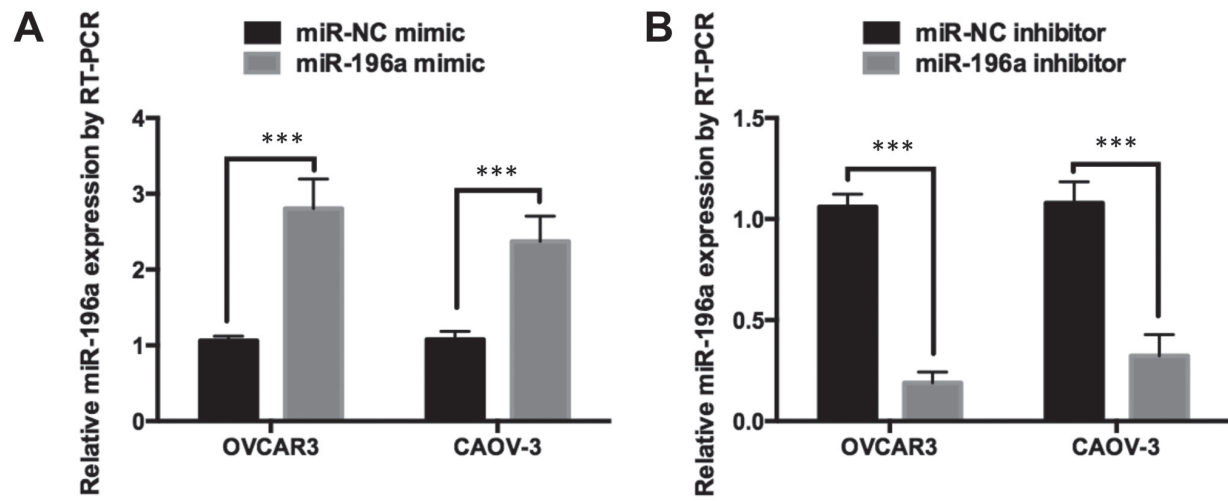 A
miR-NC mimic
miR-196a mimic
Relative miR-196a expression by RT-PCR
4
3
2
1
0
***
***
OVCAR3
CAOV-3
B
miR-NC inhibitor
miR-196a inhibitor
Relative miR-196a expression by RT-PCR
1.5
1.0
0.5
0.0
***
***
OVCAR3
CAOV-3